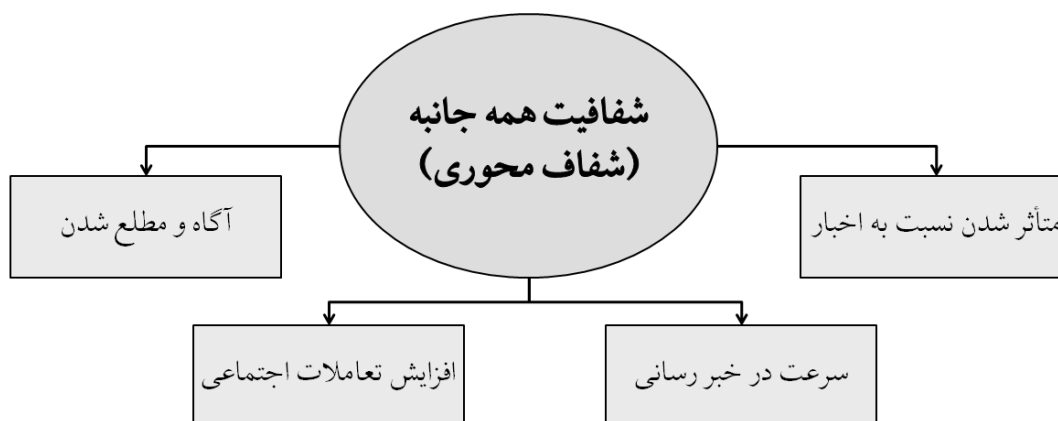 شفافیت همه جانبه
(شفاف محوری)
متأثر شدن نسبت به اخبار
آگاه و مطلع شدن
سرعت در خبر رسانی
افزایش تعاملات اجتماعی